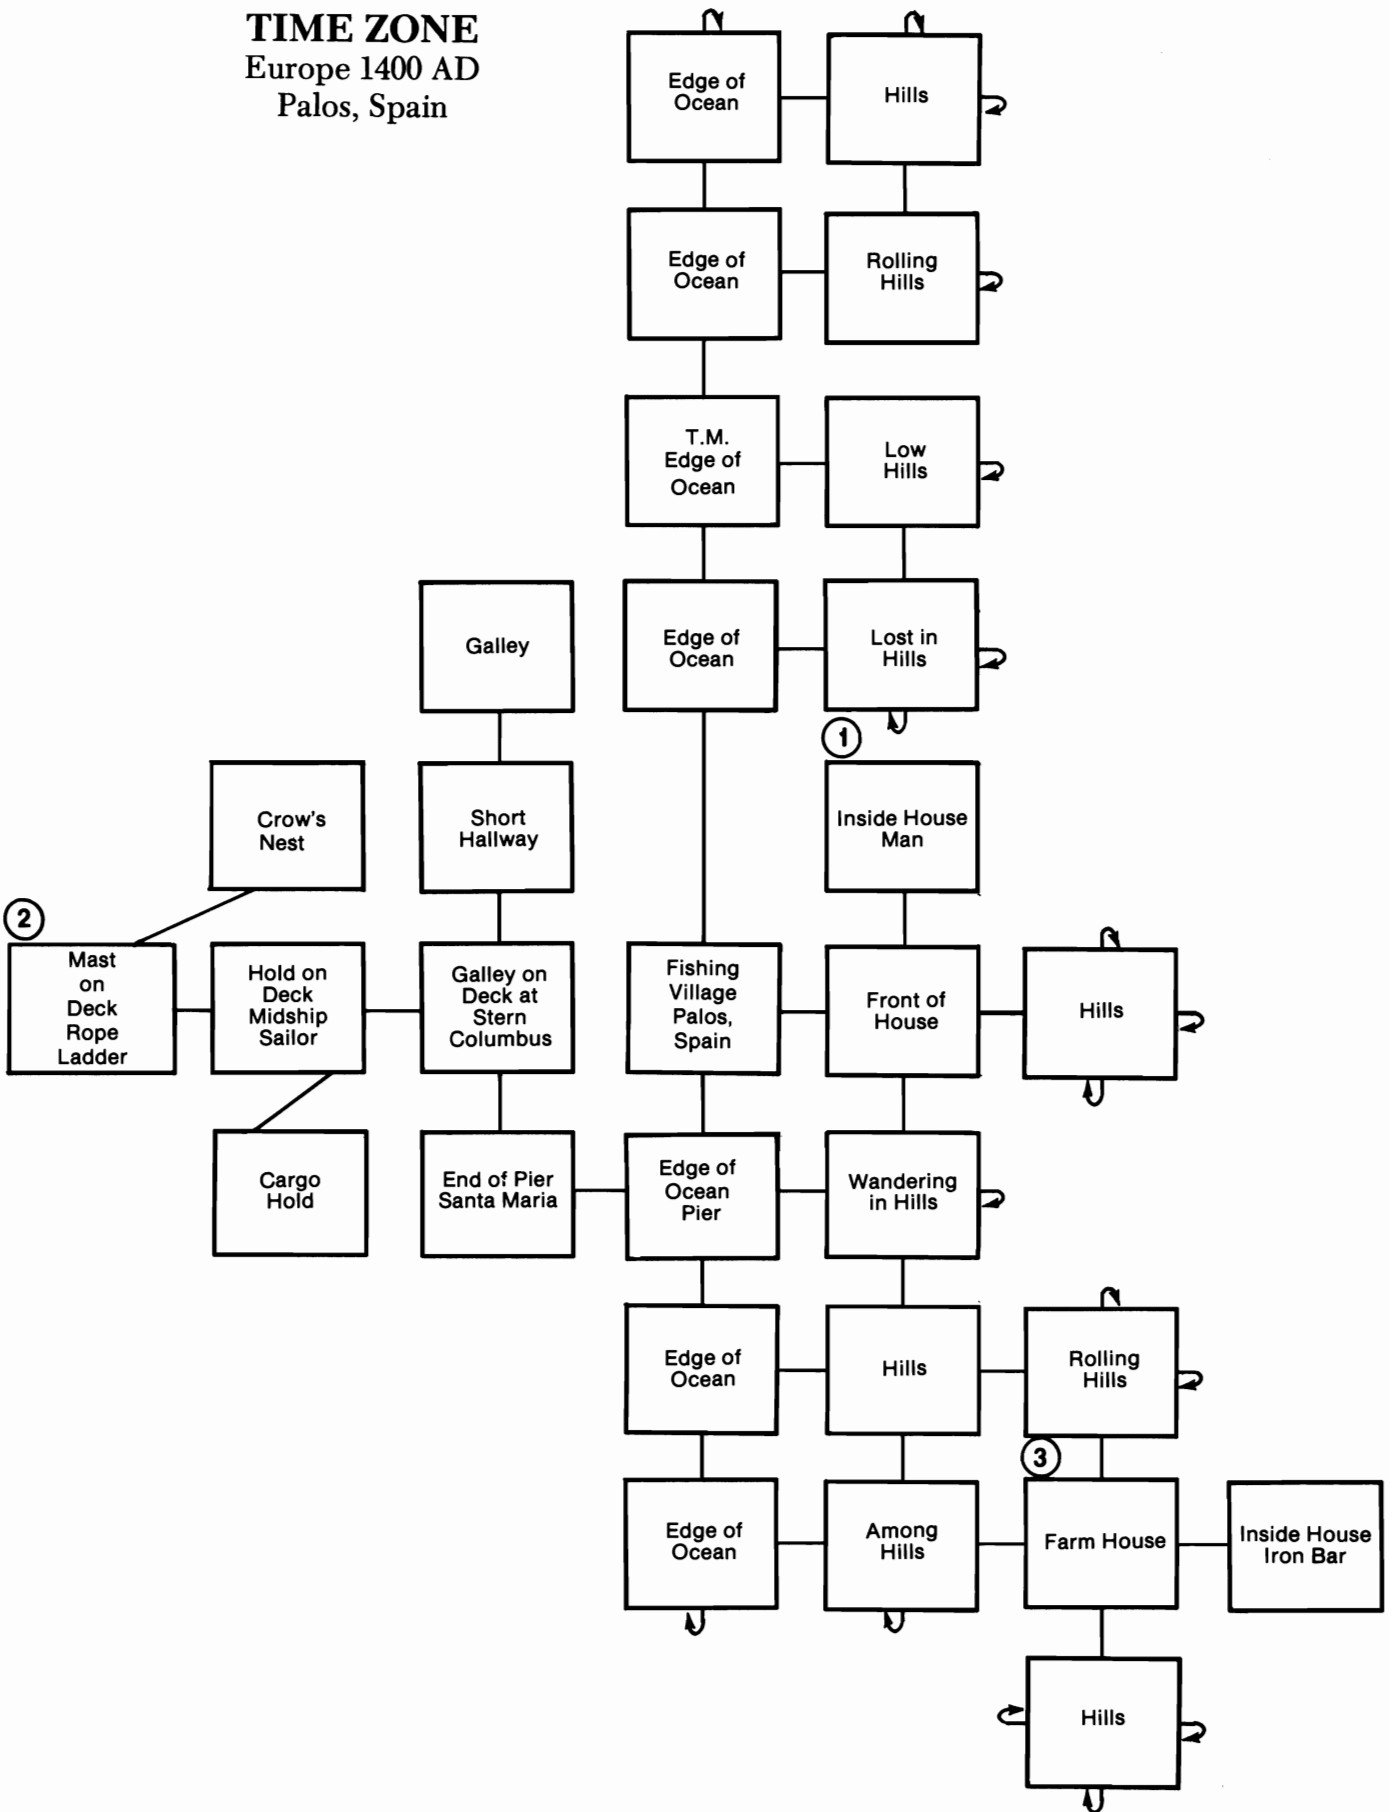 TIME ZONE
Europe 1400 AD
Palos, Spain
Edge of
Ocean
Hills
Edge of
Ocean
Rolling
Hills
T.M.
Edge of
Ocean
Low
Hills
Galley
Edge of
Ocean
Lost in
Hills
1
Crow's
Nest
Short
Hallway
Inside House
Man
2
Mast
on
Deck
Rope
Ladder
Hold on
Deck
Midship
Sailor
Galley on
Deck at
Stern
Columbus
Fishing
Village
Palos,
Spain
Front of
House
Hills
Cargo
Hold
End of Pier
Santa Maria
Edge of
Ocean
Pier
Wandering
in Hills
Edge of
Ocean
Hills
Rolling
Hills
3
Edge of
Ocean
Among
Hills
Farm House
Inside House
Iron Bar
Hills